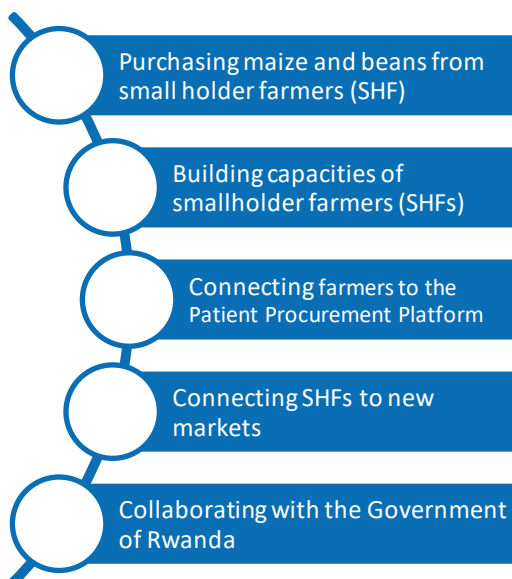 Purchasing maize and beans from
small holder farmers (SHF)
Building capacities of
smallholder farmers (SHFs)
Connecting farmers to the
Patient Procurement Platform
Connecting SHFs to new
markets
Collaborating with the Government
of Rwanda